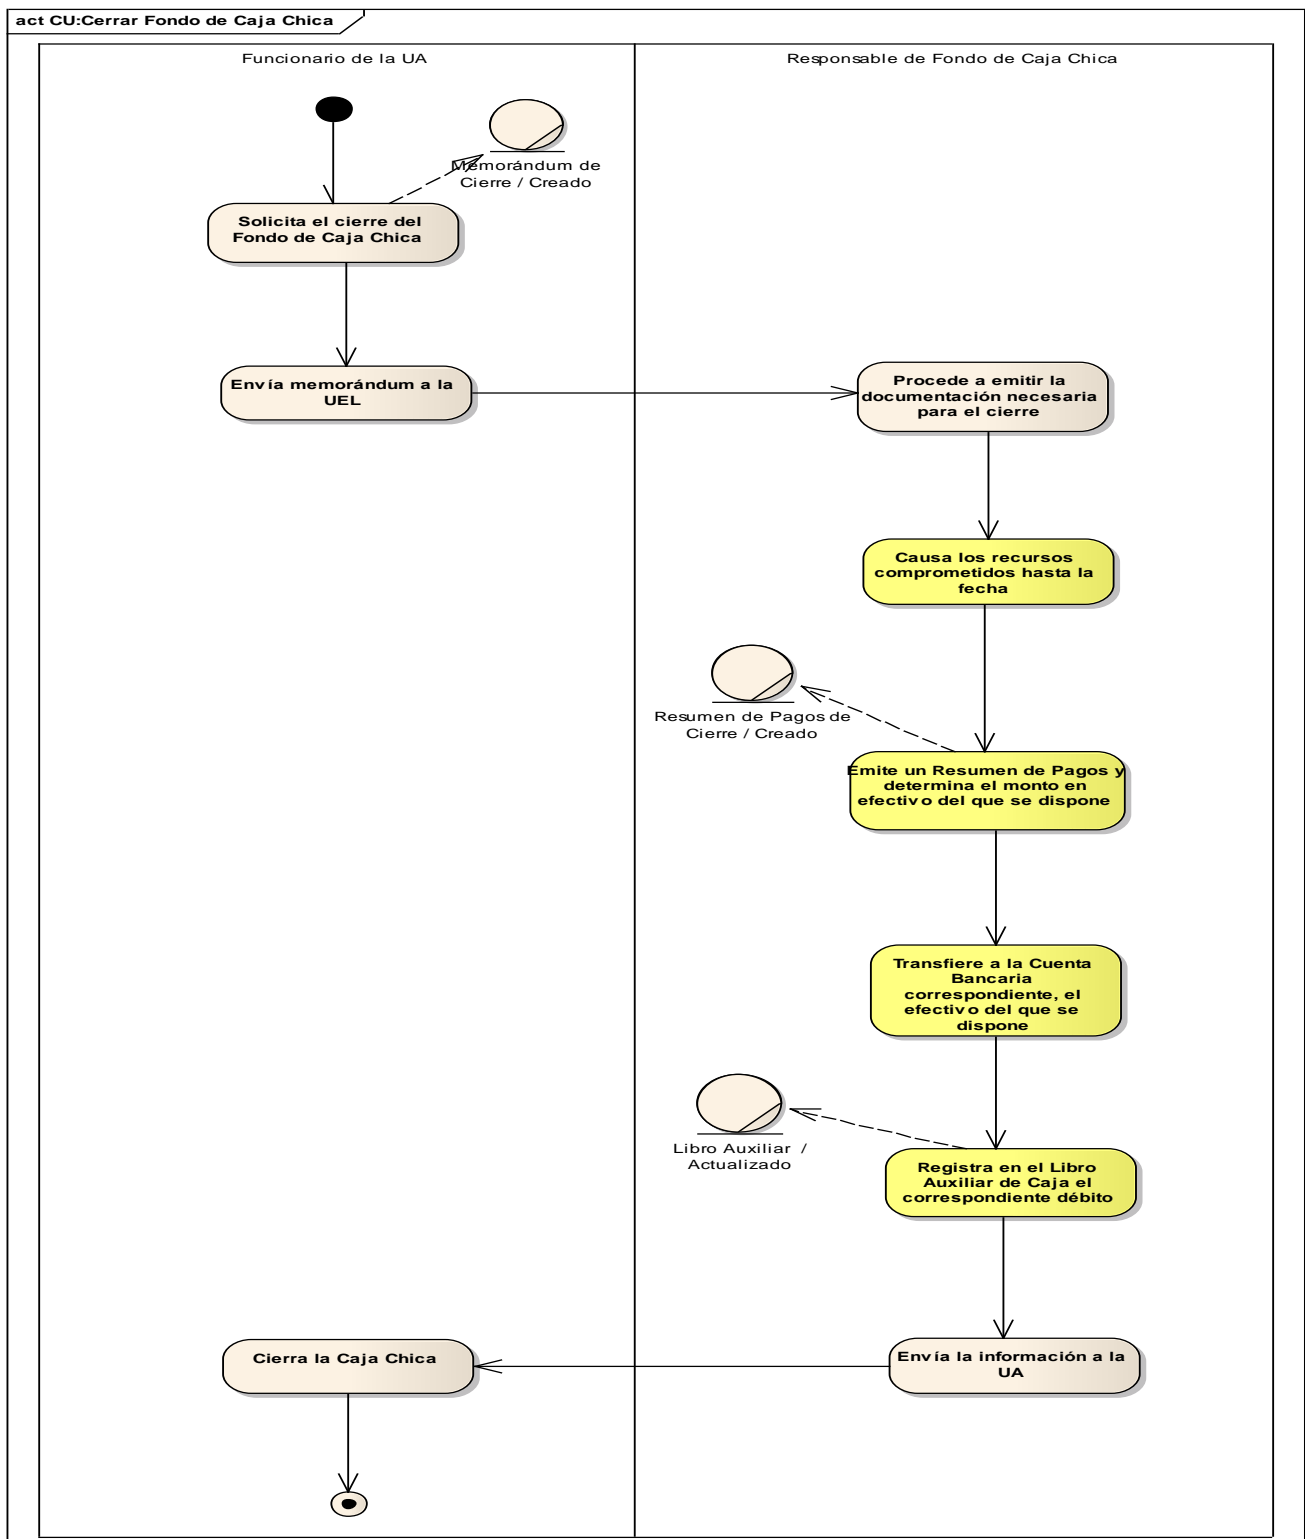 act CU:Cerrar Fondo de Caja Chica
Funcionario de la UA
Responsable de Fondo de Caja Chica
Memorándum de
Cierre / Creado
Solicita el cierre del
Fondo de Caja Chica
Envía memorándum a la
UEL
Procede a emitir la
documentación necesaria
para el cierre
Causa los recursos
comprometidos hasta la
fecha
Resumen de Pagos de
Cierre / Creado
Emite un Resumen de Pagos y
determina el monto en
efectivo del que se dispone
Transfiere a la Cuenta
Bancaria
correspondiente, el
efectivo del que se
dispone
Libro Auxiliar /
Actualizado
Registra en el Libro
Auxiliar de Caja el
correspondiente débito
Cierra la Caja Chica
Envía la información a la
UA